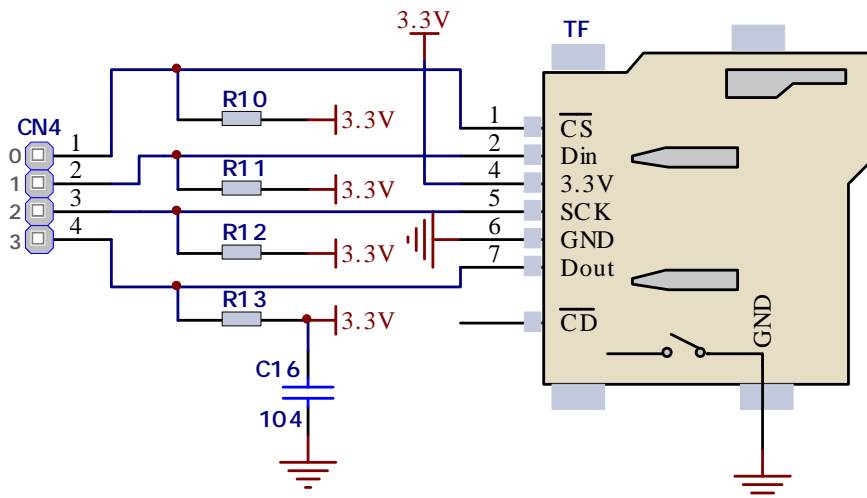 3.3V
TF
R10
3.3V
CN4
0 1
1 2
2 3
3 4
R11
3.3V
R12
3.3V
R13
3.3V
C16
104
1 CS
2 Din
4 3.3V
5 SCK
6 GND
7 Dout
CD
GND